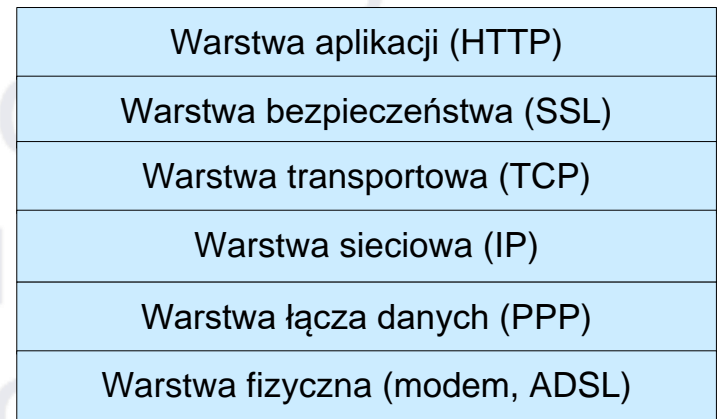 Warstwa aplikacji (HTTP)
Warstwa bezpieczeństwa (SSL)
Warstwa transportowa (TCP)
Warstwa sieciowa (IP)
Warstwa łącza danych (PPP)
Warstwa fizyczna (modem, ADSL)